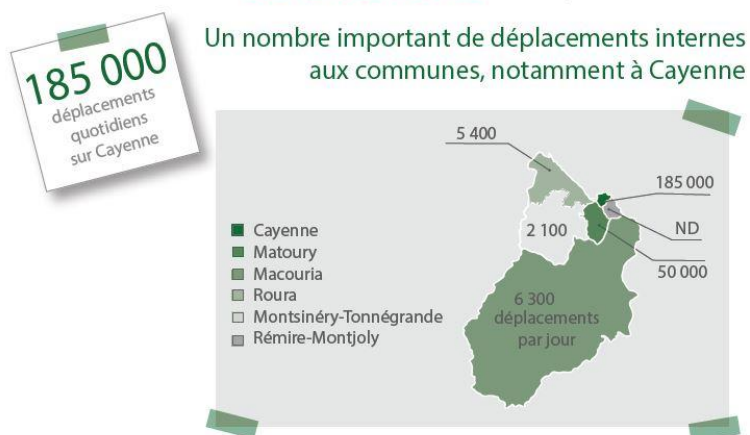 185 000
déplacements
quotidiens
sur Cayenne
Un nombre important de déplacements internes
aux communes, notamment à Cayenne
5 400
185 000
ND
50 000
2 100
6 300
déplacements
par jour
Cayenne
Matoury
Macouria
Roura
Montsinéry-Tonnégrande
Rémire-Montjoly